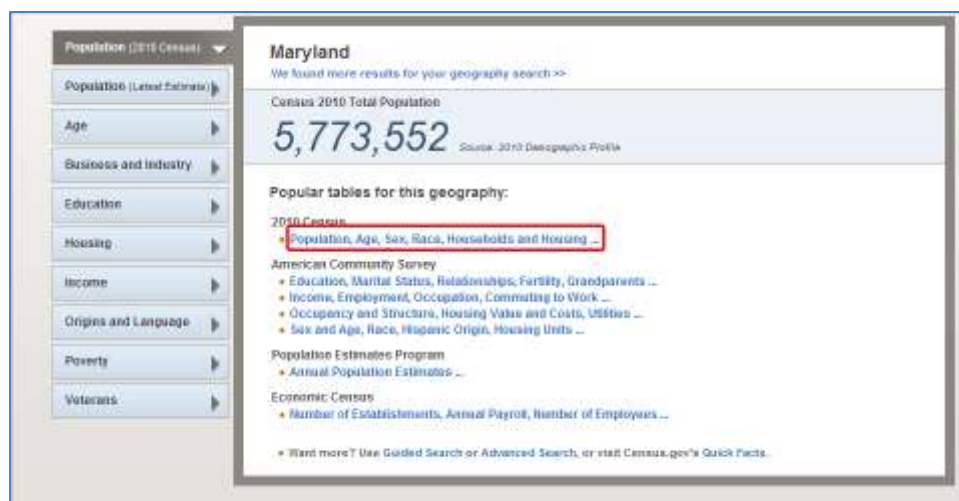 Population (2010 Census)
Population (Latest Estimate)
Age
Business and Industry
Education
Housing
Income
Origins and Language
Poverty
Veterans
Maryland
We found more results for your geography search >>
Census 2010 Total Population
5,773,552 Source: 2010 Demographic Profile
Popular tables for this geography:
2010 Census
Population, Age, Sex, Race, Households and Housing ...
American Community Survey
Education, Marital Status, Relationships, Fertility, Grandparents ...
Income, Employment, Occupation, Commuting to Work ...
Occupancy and Structure, Housing Value and Costs, Utilities ...
Sex and Age, Race, Hispanic Origin, Housing Units ...
Population Estimates Program
Annual Population Estimates ...
Economic Census
Number of Establishments, Annual Payroll, Number of Employees ...
Want more? Use Guided Search or Advanced Search, or visit Census.gov's Quick Facts.